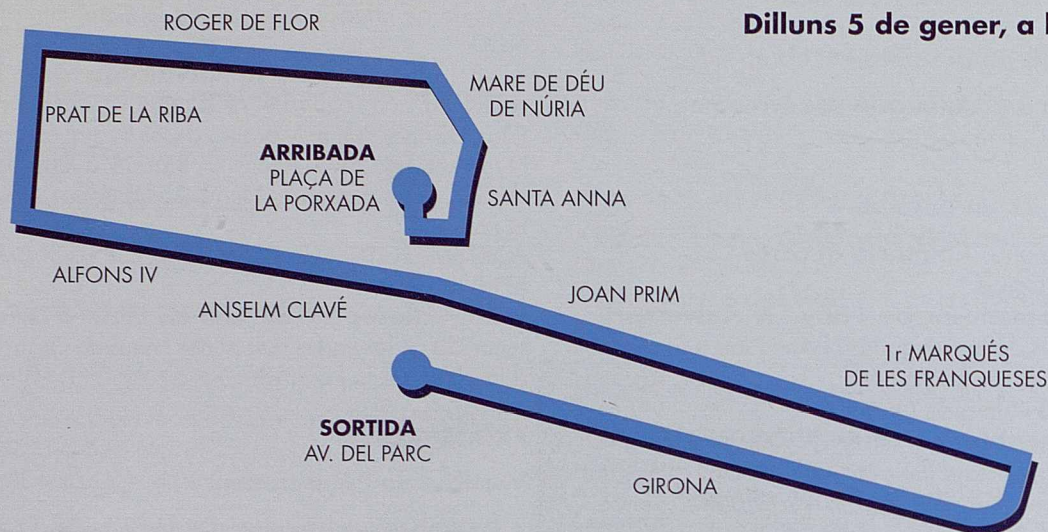 ROGER DE FLOR
Dilluns 5 de gener, a
MARE DE DÉU
DE NÚRIA
PRAT DE LA RIBA
ARRIBADA
PLAÇA DE
LA PORXADA
SANTA ANNA
ALFONS IV
ANSELM CLAVÉ
JOAN PRIM
1r MARQUÉS
DE LES FRANQUESES
SORTIDA
AV. DEL PARC
GIRONA